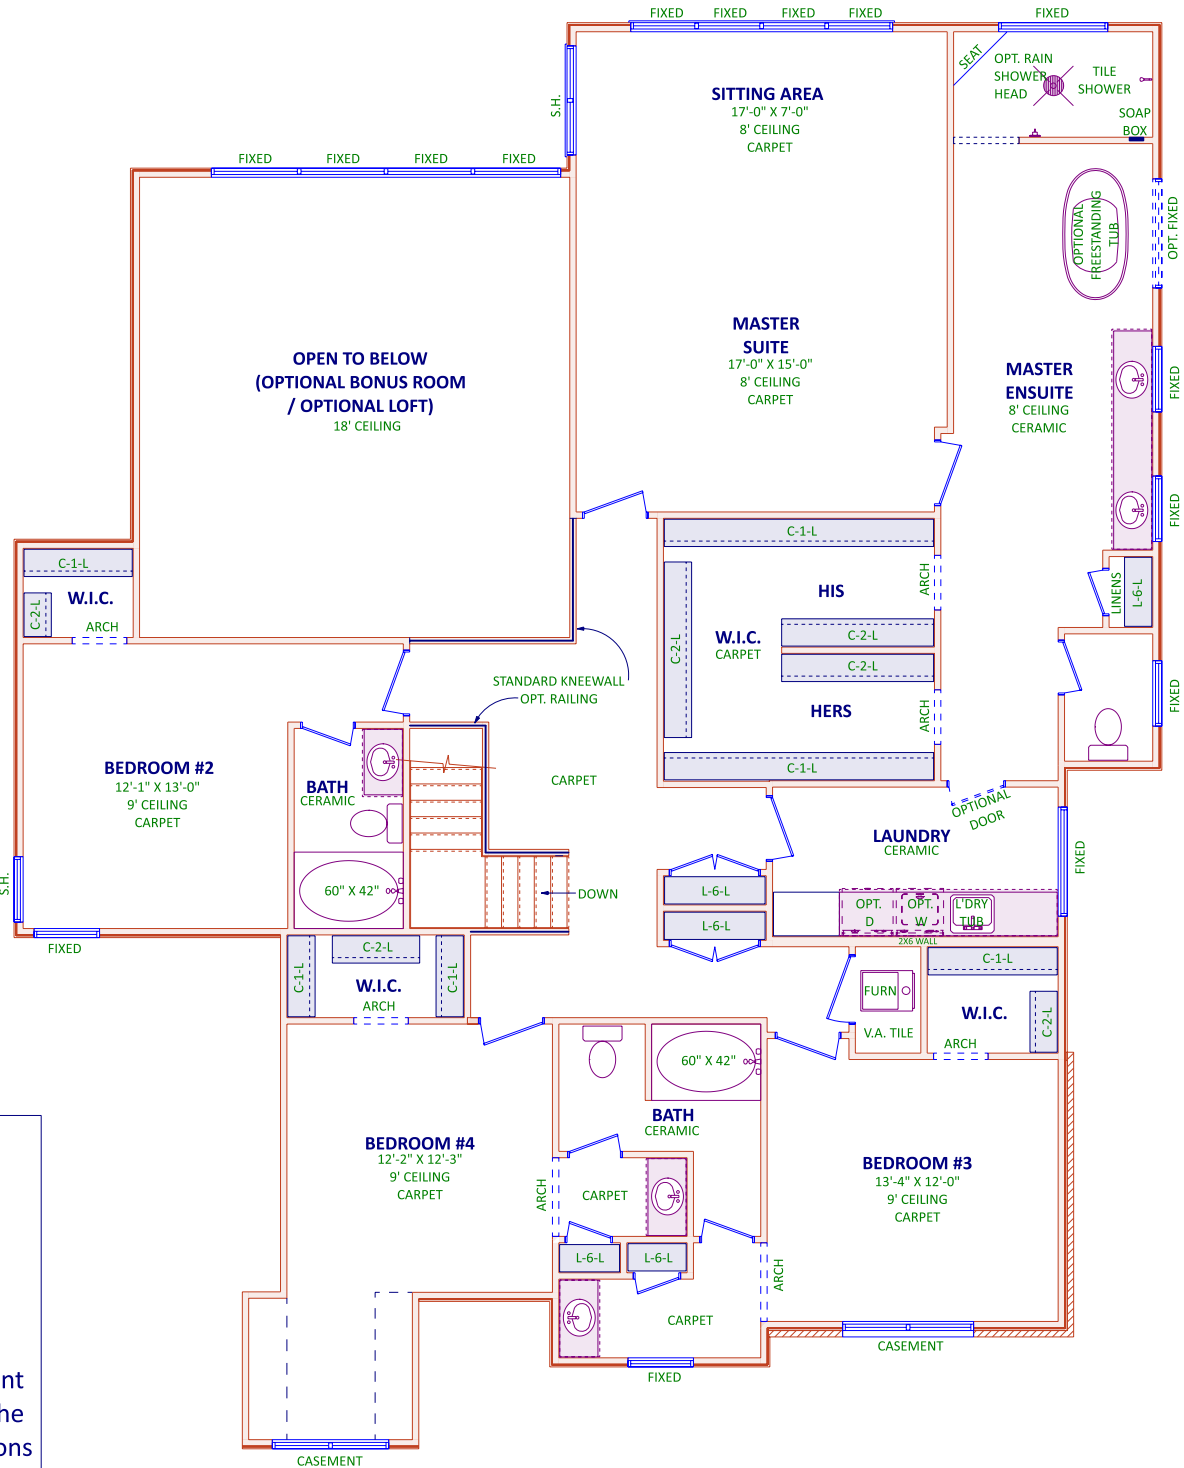 FIXED
FIXED
FIXED
FIXED
FIXED
S.H.
SITTING AREA
17'-0" X 7'-0"
8' CEILING
CARPET
SEAT
OPT. RAIN
SHOWER
HEAD
TILE
SHOWER
SOAP
BOX
FIXED
FIXED
FIXED
FIXED
OPTIONAL
FREESTANDING
TUB
OPT. FIXED
OPEN TO BELOW
(OPTIONAL BONUS ROOM
/ OPTIONAL LOFT)
18' CEILING
MASTER
SUITE
17'-0" X 15'-0"
8' CEILING
CARPET
MASTER
ENSUITE
8' CEILING
CERAMIC
FIXED
FIXED
C-1-L
C-2-L
W.I.C.
ARCH
C-1-L
HIS
ARCH
C-2-L
W.I.C.
CARPET
C-2-L
C-2-L
HERS
ARCH
C-1-L
LINENS
L-6-L
FIXED
STANDARD KNEEWALL
OPT. RAILING
BEDROOM #2
12'-1" X 13'-0"
9' CEILING
CARPET
BATH
CERAMIC
60" X 42"
CARPET
DOWN
OPTIONAL
DOOR
LAUNDRY
CERAMIC
FIXED
S.H.
FIXED
L-6-L
L-6-L
OPT.
D
OPT.
W
L'DRY
TUB
2X6 WALL
C-1-L
C-2-L
C-1-L
W.I.C.
ARCH
FURN
V.A. TILE
C-1-L
W.I.C.
C-2-L
ARCH
60" X 42"
BATH
CERAMIC
BEDROOM #4
12'-2" X 12'-3"
9' CEILING
CARPET
ARCH
CARPET
BEDROOM #3
13'-4" X 12'-0"
9' CEILING
CARPET
L-6-L
L-6-L
ARCH
CARPET
CASEMENT
FIXED
CASEMENT
nt
he
ons